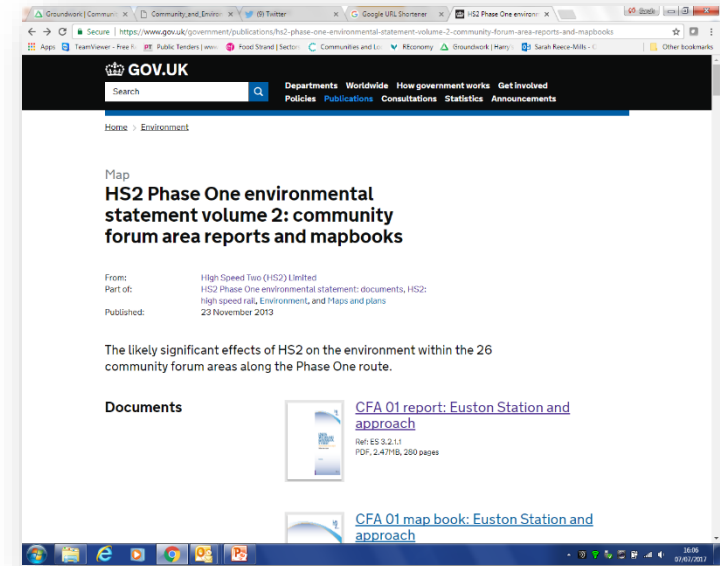 Groundwork | Commun
Community_and_Environ
(9) Twitter
Google URL Shortener
HS2 Phase One environm
Secure | https://www.gov.uk/government/publications/hs2-phase-one-environmental-statement-volume-2-community-forum-area-reports-and-mapbooks
Apps TeamViewer - Free R PT Public Tenders | www Food Strand | Sector Communities and Lo REconomy Groundwork | Harry Sarah Reece-Mills - C Other bookmarks
GOV.UK
Search
Departments Worldwide How government works Get involved
Policies Publications Consultations Statistics Announcements
Home > Environment
Map
HS2 Phase One environmental
statement volume 2: community
forum area reports and mapbooks
From: High Speed Two (HS2) Limited
Part of: HS2 Phase One environmental statement: documents, HS2:
high speed rail, Environment, and Maps and plans
Published: 23 November 2013
The likely significant effects of HS2 on the environment within the 26
community forum areas along the Phase One route.
Documents
CFA 01 report: Euston Station and
approach
Ref: ES 3.2.1.1
PDF, 2.47MB, 280 pages
CFA 01 map book: Euston Station and
approach
16:06
07/07/2017